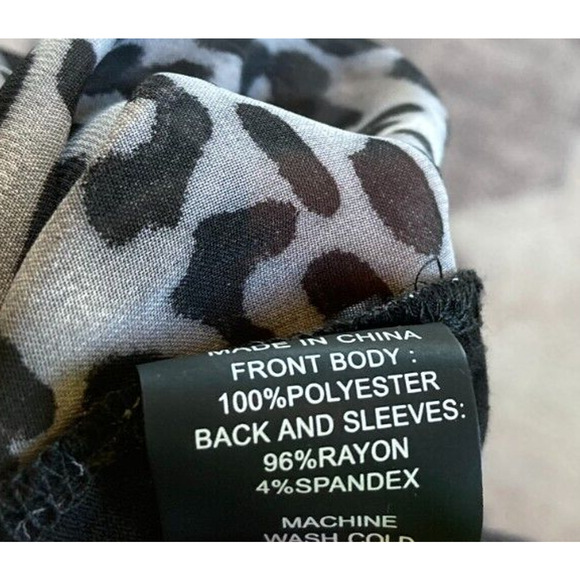 MADE IN CHINA
FRONT BODY :
100%POLYESTER
BACK AND SLEEVES:
96%RAYON
4%SPANDEX
MACHINE
WASH COLD